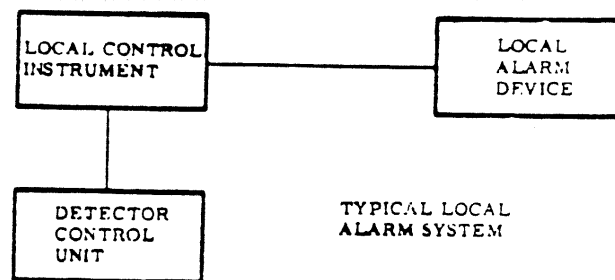 LOCAL CONTROL
INSTRUMENT
LOCAL
ALARM
DEVICE
DETECTOR
CONTROL
UNIT
TYPICAL LOCAL
ALARM SYSTEM